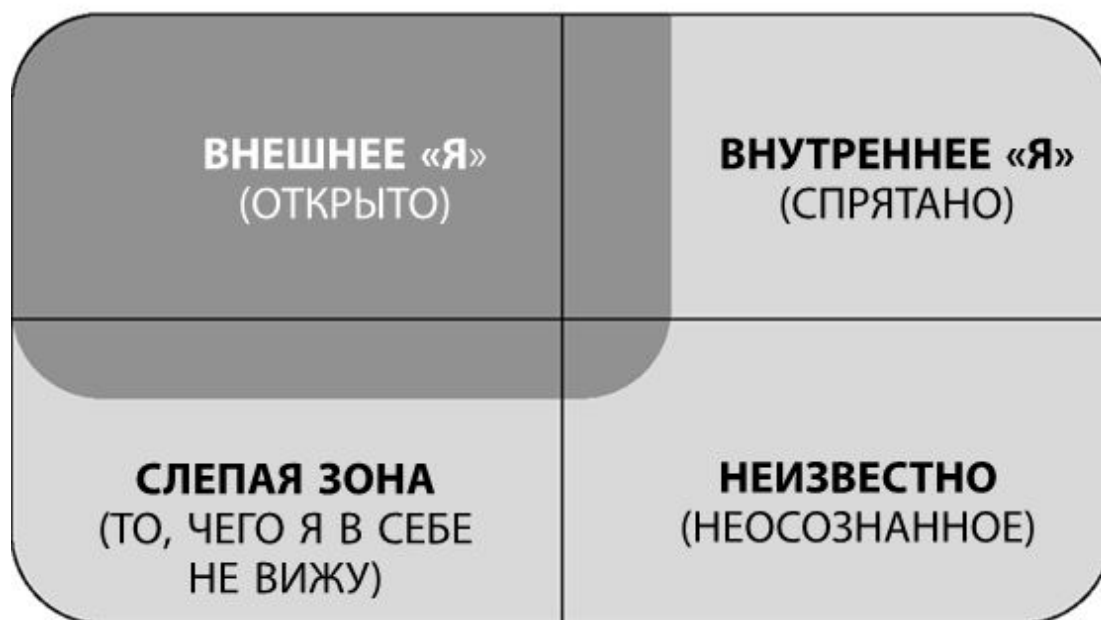 ВНЕШНЕЕ «Я»
(ОТКРЫТО)
ВНУТРЕННЕЕ «Я»
(СПРЯТАНО)
СЛЕПАЯ ЗОНА
(ТО, ЧЕГО Я В СЕБЕ
НЕ ВИЖУ)
НЕИЗВЕСТНО
(НЕОСОЗНАННОЕ)